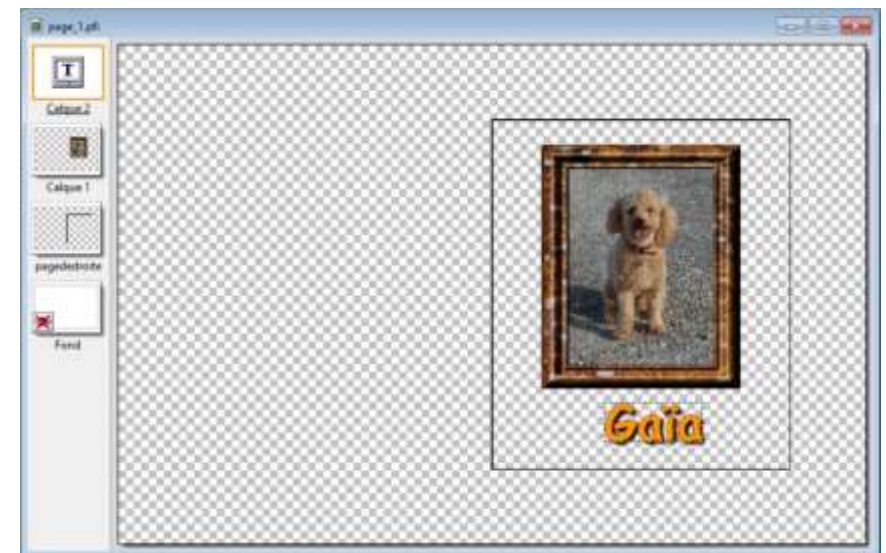 page_1.pfi
T
Calque 2
Calque 1
pagededroite
Fond
Gaïa